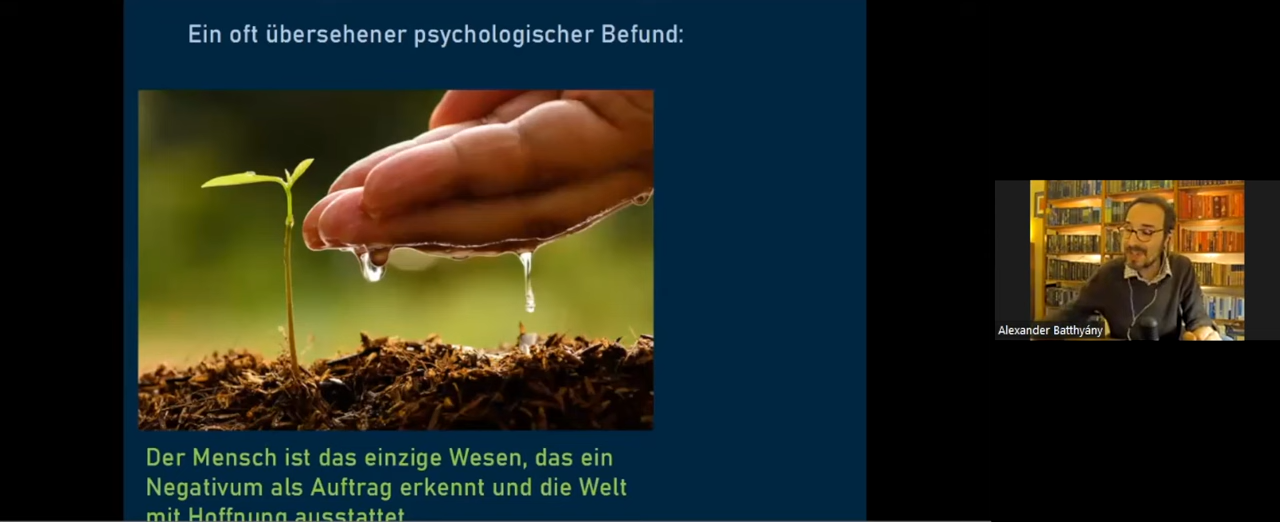 Ein oft übersehener psychologischer Befund:
Der Mensch ist das einzige Wesen, das ein
Negativum als Auftrag erkennt und die Welt
mit Hoffnung ausstattet
Alexander Batthyány